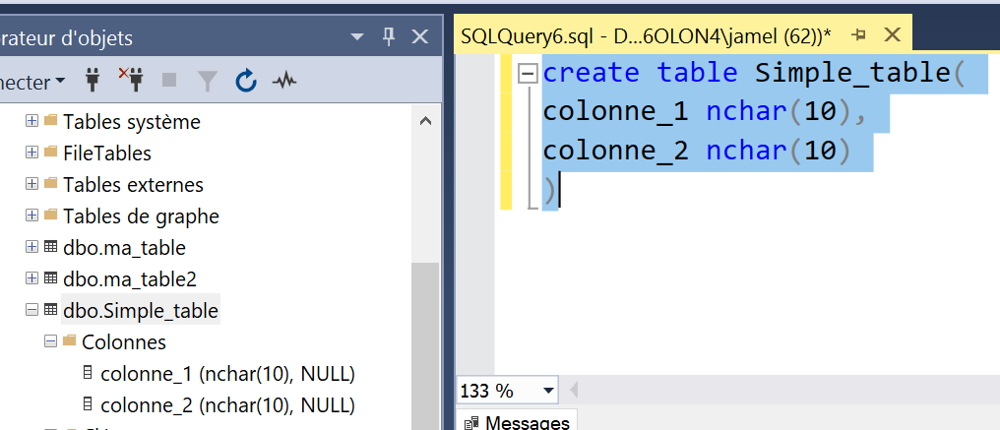 rateur d'objets
necter
Tables système
FileTables
Tables externes
Tables de graphe
dbo.ma_table
dbo.ma_table2
dbo.Simple_table
Colonnes
colonne_1 (nchar(10), NULL)
colonne_2 (nchar(10), NULL)
SQLQuery6.sql - D...6OLON4\jamel (62))*
create table Simple_table(
colonne_1 nchar(10),
colonne_2 nchar(10)
)
133 %
Messages